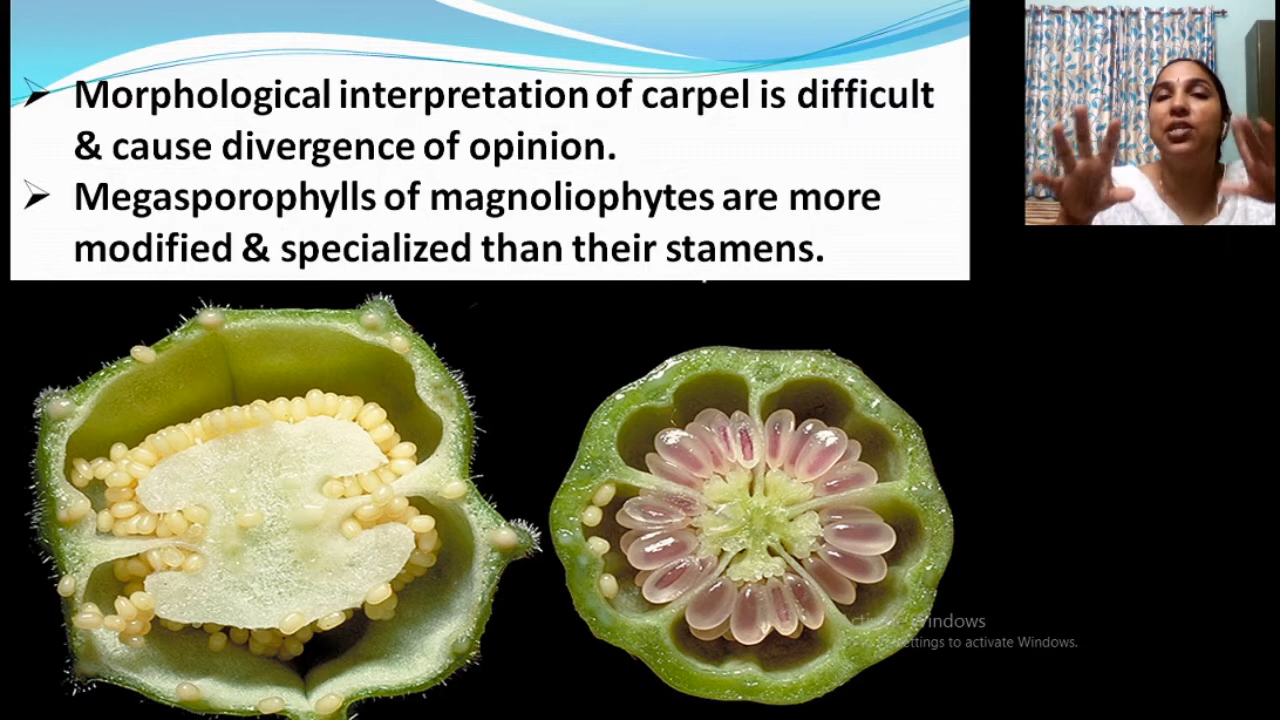 Morphological interpretation of carpel is difficult
& cause divergence of opinion.
Megasporophylls of magnoliophytes are more
modified & specialized than their stamens.
Windows
to activate Windows.